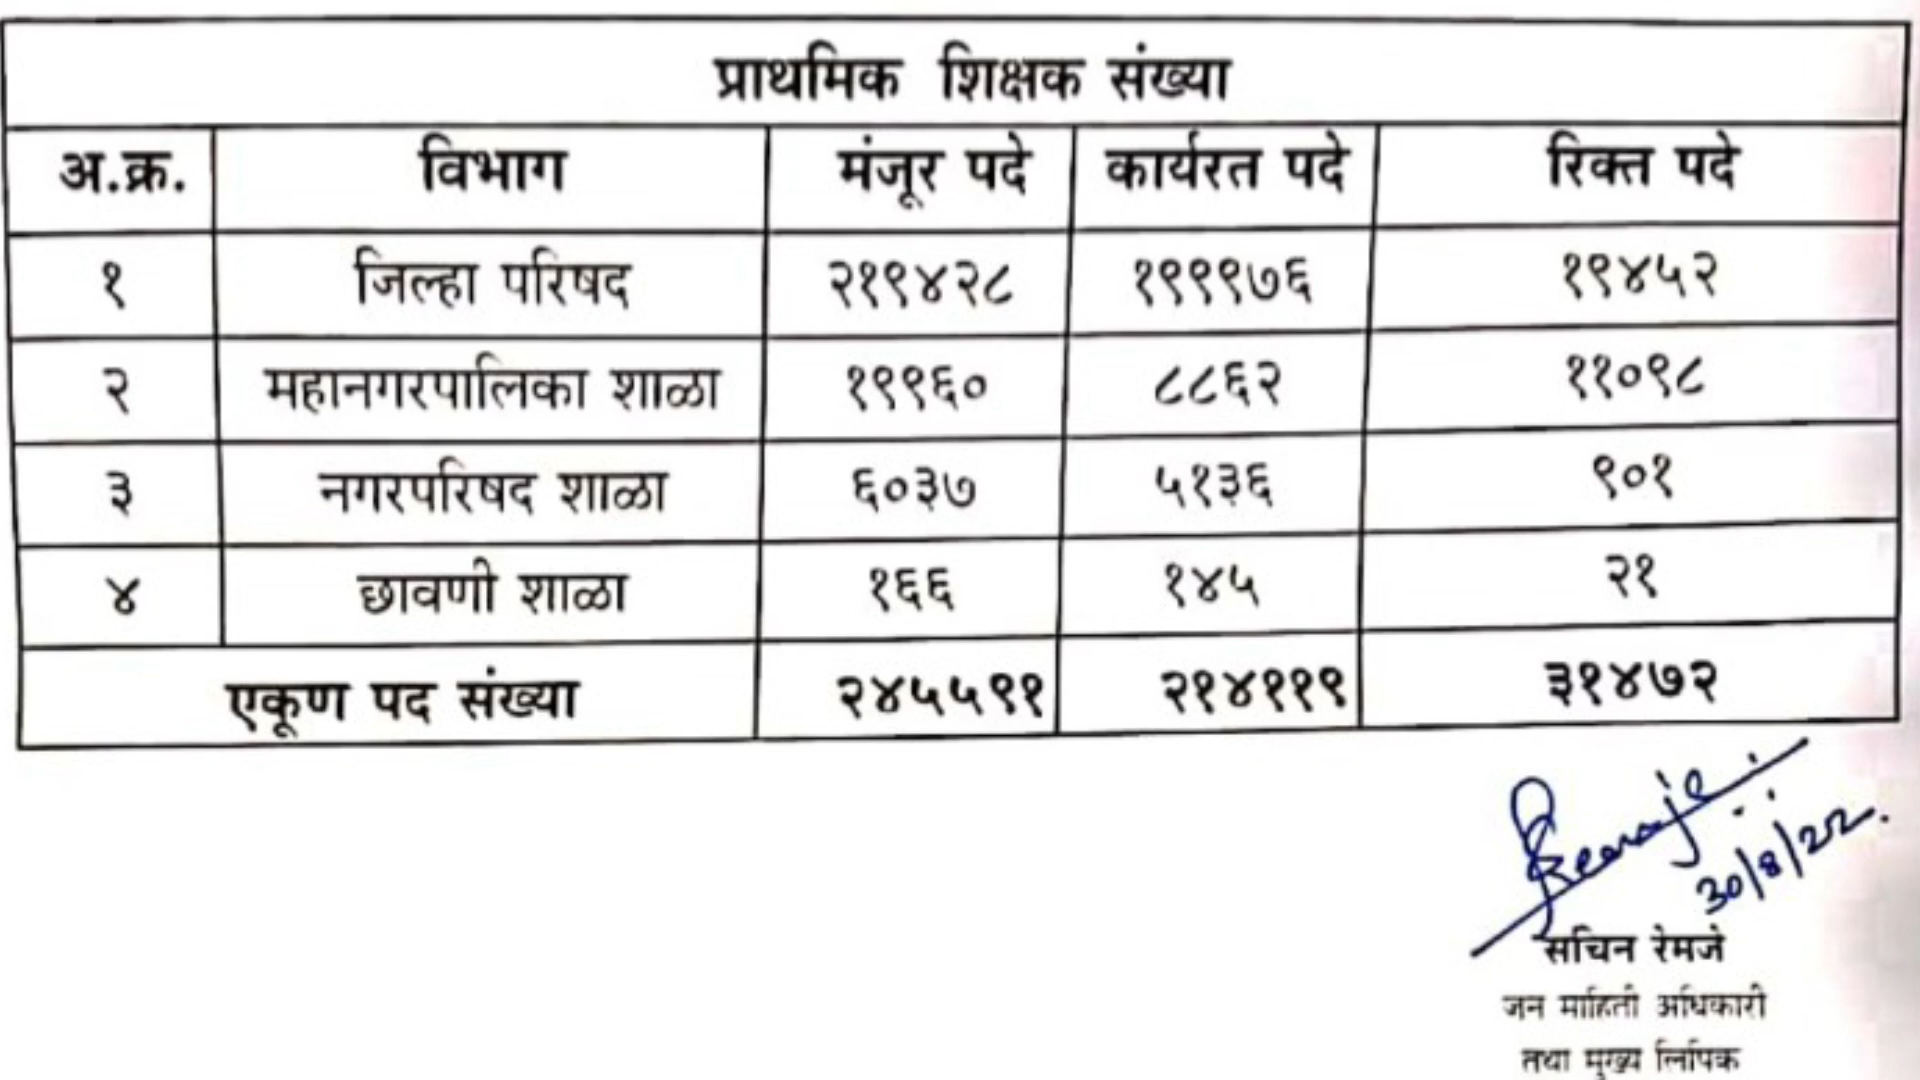 प्राथमिक शिक्षक संख्या
अ.क्र. विभाग मंजूर पदे कार्यरत पदे रिक्त पदे
१ जिल्हा परिषद २१९४२८ १९९९७६ १९४५२
२ महानगरपालिका शाळा १९९६० ८८६२ ११०९८
३ नगरपरिषद शाळा ६०३७ ५१३६ ९०१
४ छावणी शाळा १६६ १४५ २१
एकूण पद संख्या २४५५९१ २१४११९ ३१४७२
30/8/22.
सचिन रेमजे
जन माहिती अधिकारी
तथा मुख्य लिपिक